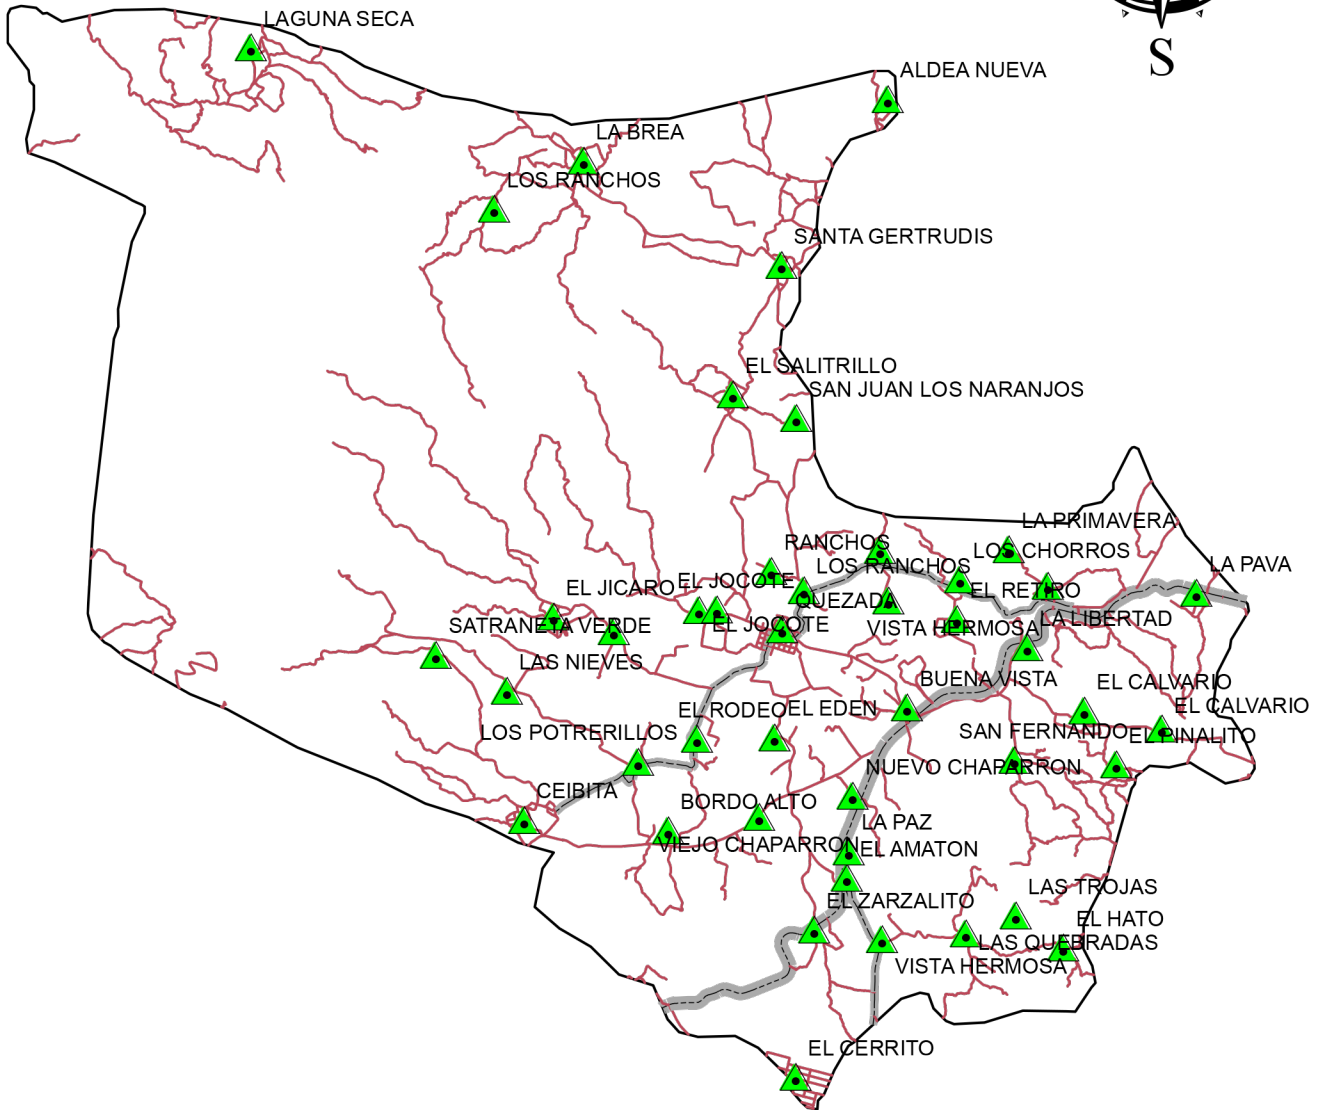 LAGUNA SECA
S
ALDEA NUEVA
LA BREA
LOS RANCHOS
SANTA GERTRUDIS
EL SALITRILLO
SAN JUAN LOS NARANJOS
LA PRIMAVERA
RANCHOS
LOS CHORROS
LOS RANCHOS
LA PAVA
EL JICARO
EL JOCOTE
EL RETIRO
QUEZADA
SATRANETA VERDE
EL JOCOTE
VISTA HERMOSA
LA LIBERTAD
LAS NIEVES
BUENA VISTA
EL CALVARIO
EL RODEO
EL EDEN
EL CALVARIO
LOS POTRERILLOS
SAN FERNANDO
EL PINALITO
NUEVO CHAPARRON
CEIBITA
BORDO ALTO
LA PAZ
VIEJO CHAPARRON
EL AMATON
LAS TROJAS
EL ZARZALITO
EL HATO
LAS QUEBRADAS
VISTA HERMOSA
EL CERRITO